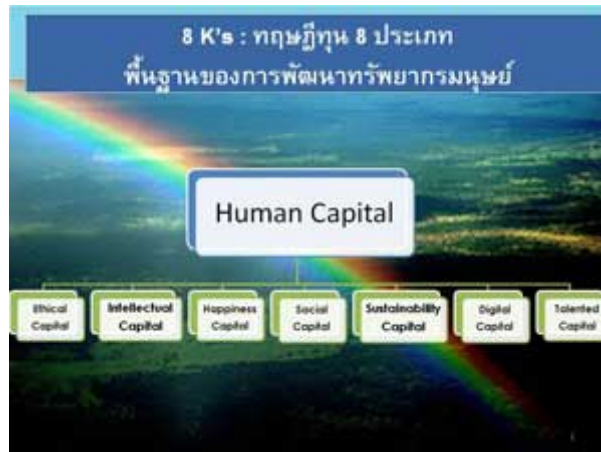 8 K's : ทฤษฎีทุน 8 ประเภท
พื้นฐานของการพัฒนาทรัพยากรมนุษย์
Human Capital
Ethical
Capital
Intellectual
Capital
Happiness
Capital
Social
Capital
Sustainability
Capital
Digital
Capital
Talented
Capital